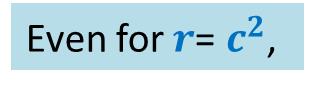 Even for r= c²,